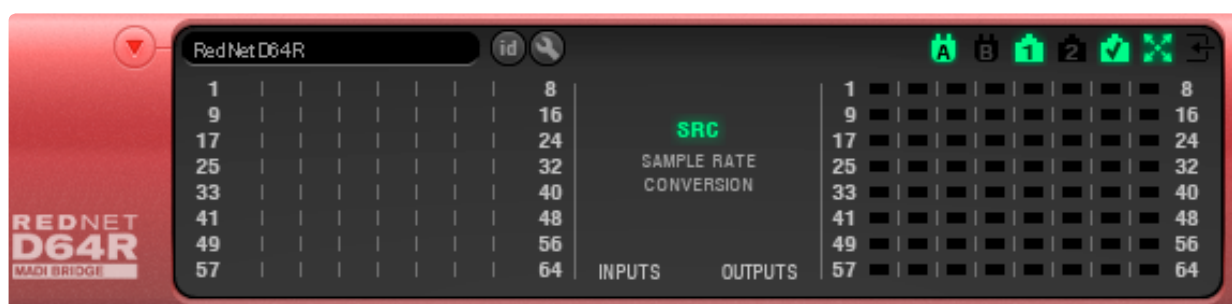 RedNet D64R id A B 1 2
1 8 1 8
9 16 9 16
17 SRC 24 17 24
25 SAMPLE RATE 32 25 32
33 CONVERSION 40 33 40
REDNET 41 48 41 48
D64R 49 56 49 56
MADI BRIDGE 57 64 INPUTS OUTPUTS 57 64